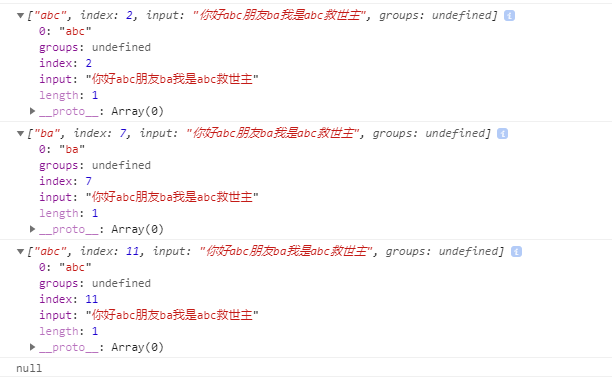 ▼["abc", index: 2, input: "你好abc朋友ba我是abc救世主", groups: undefined] i
0: "abc"
groups: undefined
index: 2
input: "你好abc朋友ba我是abc救世主"
length: 1
▶__proto__: Array(0)
▼["ba", index: 7, input: "你好abc朋友ba我是abc救世主", groups: undefined] i
0: "ba"
groups: undefined
index: 7
input: "你好abc朋友ba我是abc救世主"
length: 1
▶__proto__: Array(0)
▼["abc", index: 11, input: "你好abc朋友ba我是abc救世主", groups: undefined] i
0: "abc"
groups: undefined
index: 11
input: "你好abc朋友ba我是abc救世主"
length: 1
▶__proto__: Array(0)
null